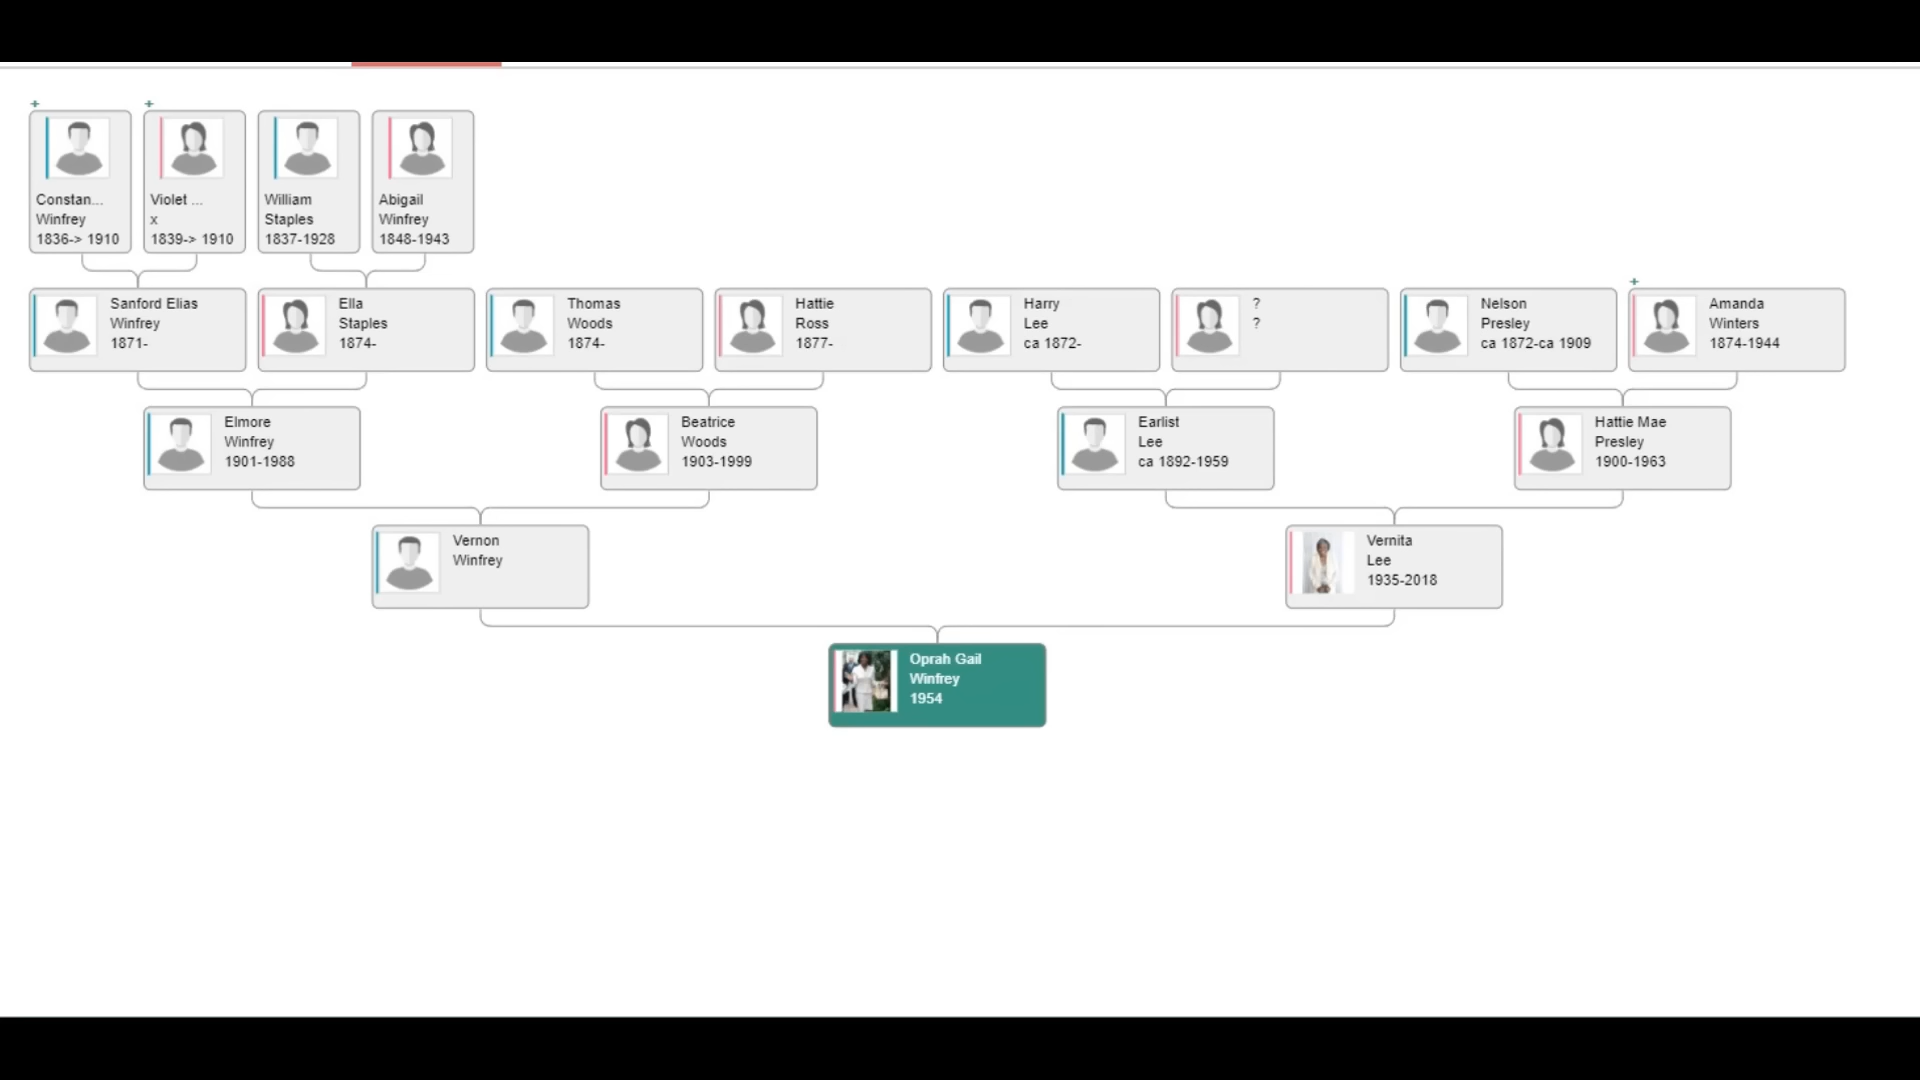 +
+
Constan...
Winfrey
1836-> 1910
Violet ...
x
1839-> 1910
William
Staples
1837-1928
Abigail
Winfrey
1848-1943
Sanford Elias
Winfrey
1871-
Ella
Staples
1874-
Thomas
Woods
1874-
Hattie
Ross
1877-
Harry
Lee
ca 1872-
?
?
Nelson
Presley
ca 1872-ca 1909
+
Amanda
Winters
1874-1944
Elmore
Winfrey
1901-1988
Beatrice
Woods
1903-1999
Earlist
Lee
ca 1892-1959
Hattie Mae
Presley
1900-1963
Vernon
Winfrey
Vernita
Lee
1935-2018
Oprah Gail
Winfrey
1954